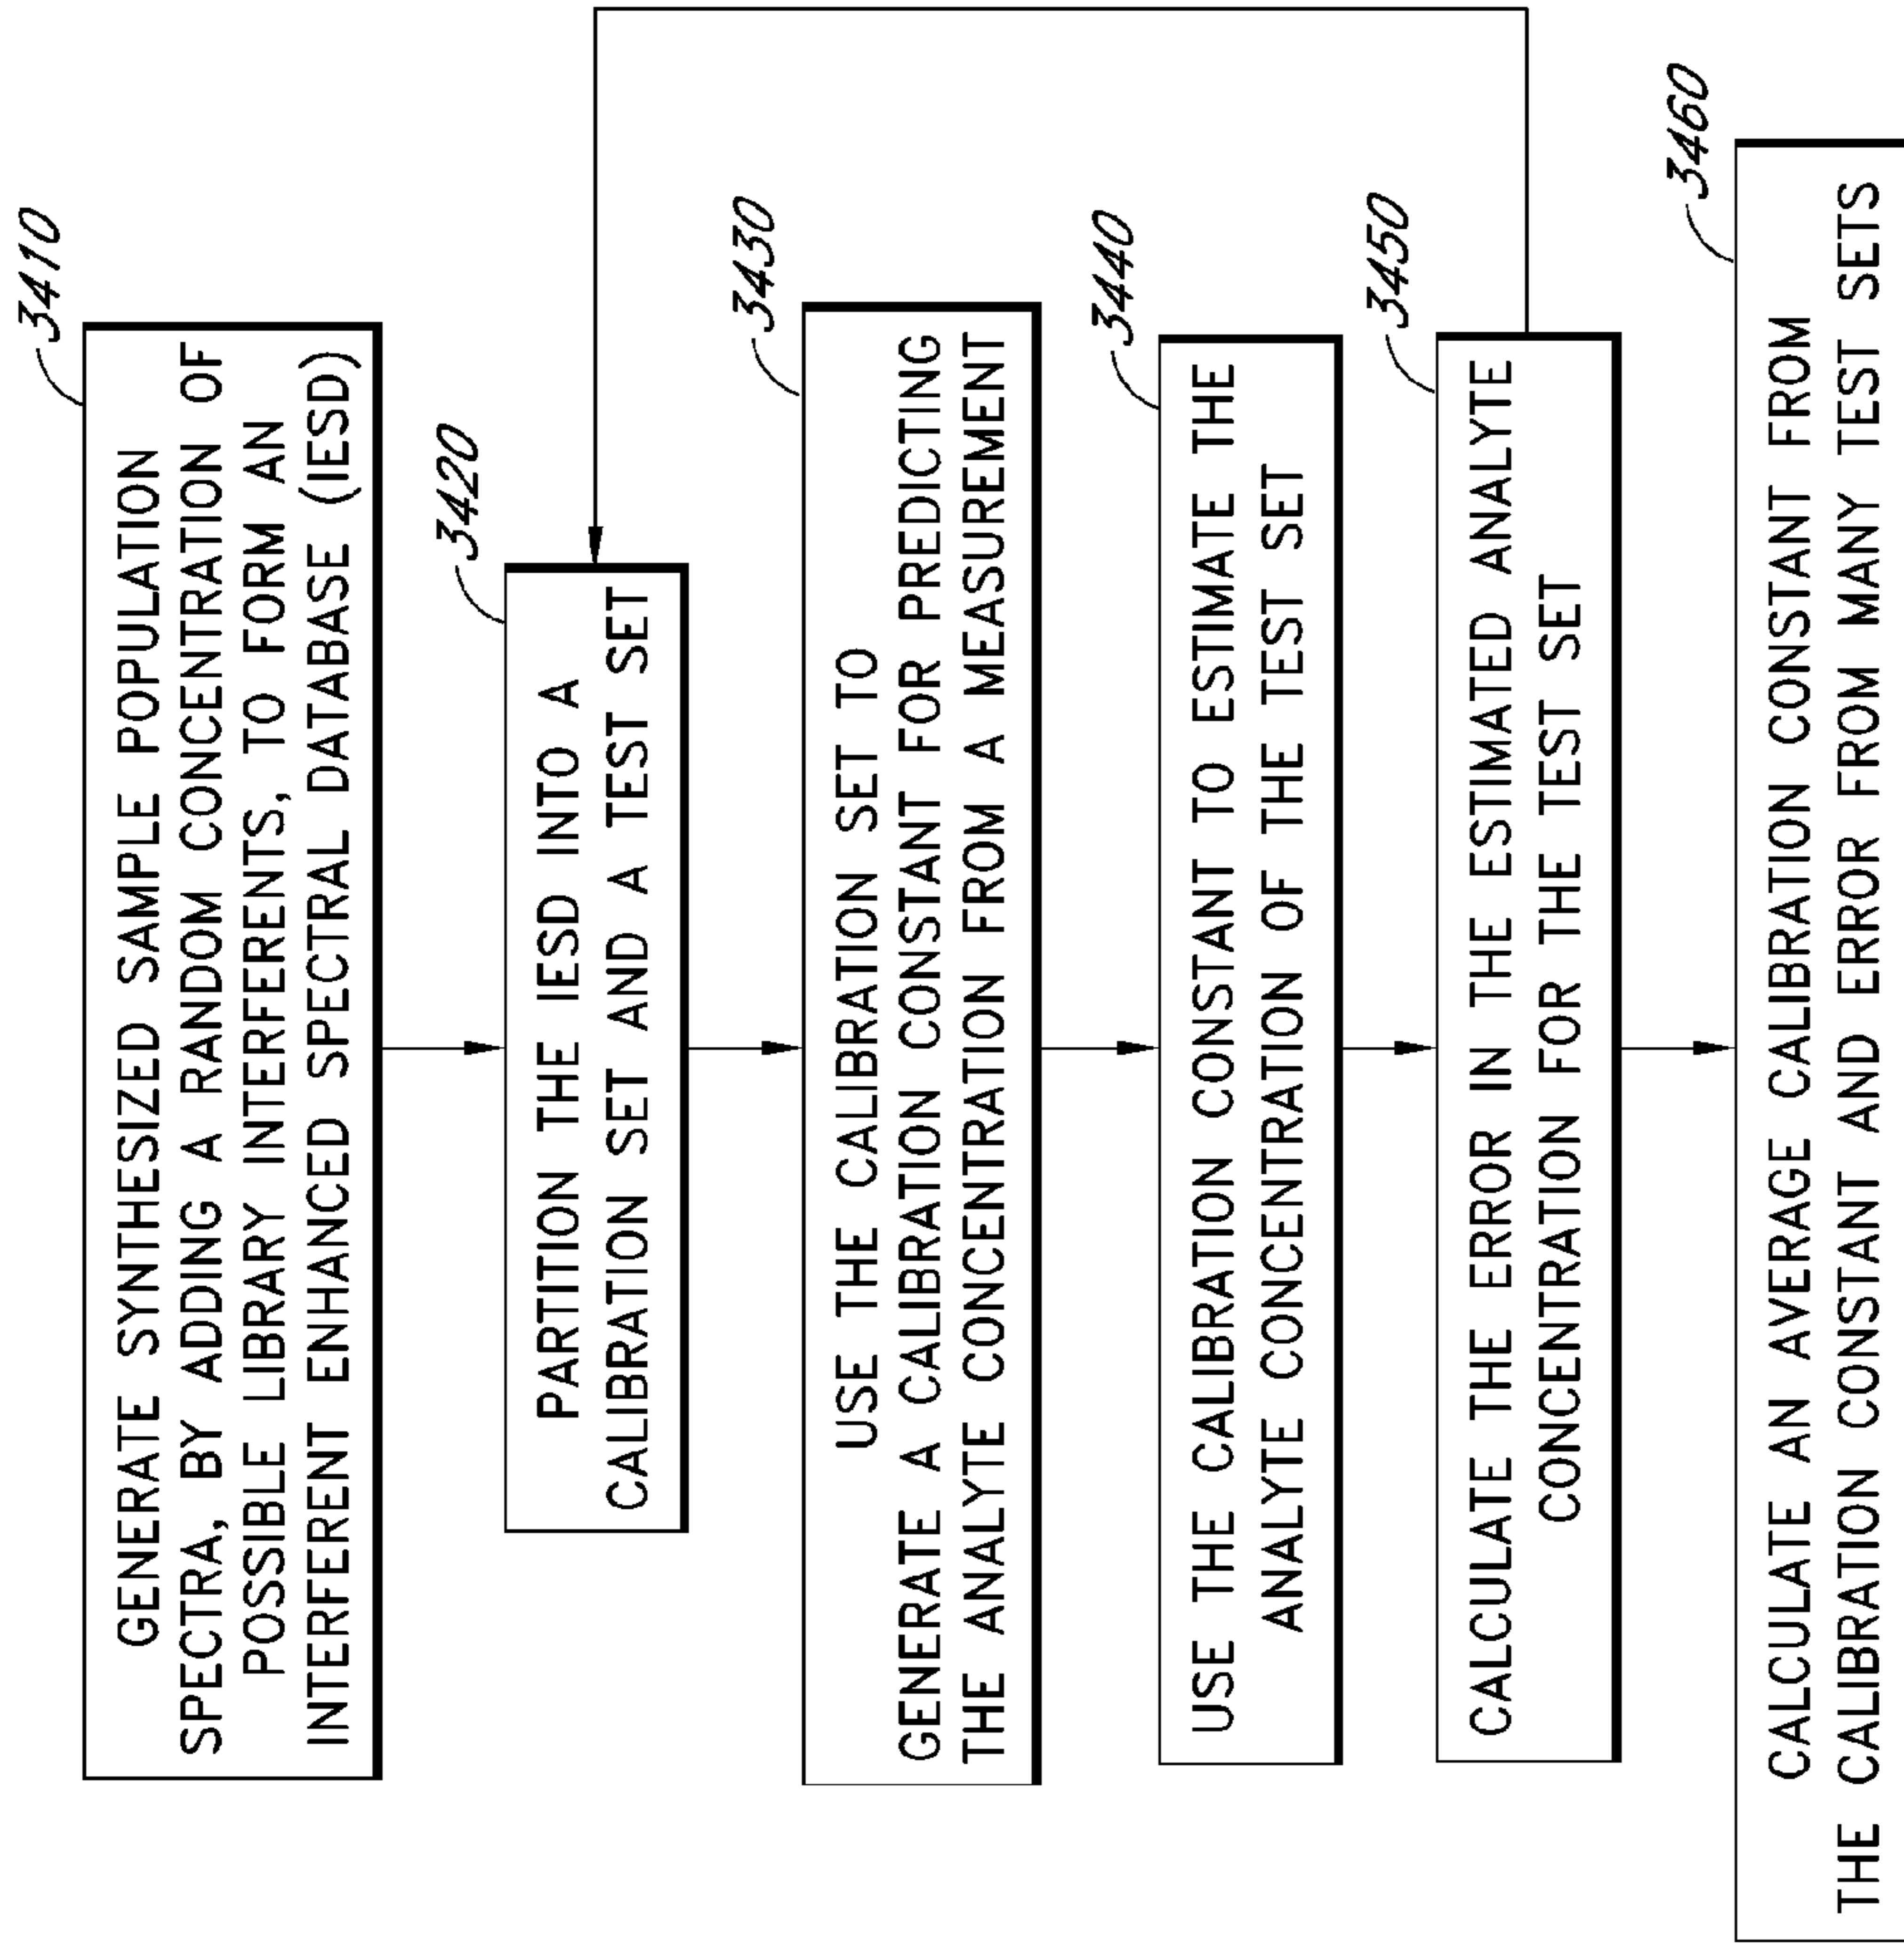 3410
GENERATE SYNTHESIZED SAMPLE POPULATION
SPECTRA, BY ADDING A RANDOM CONCENTRATION OF
POSSIBLE LIBRARY INTERFERENTS, TO FORM AN
INTERFERENT ENHANCED SPECTRAL DATABASE (IESD)
3420
PARTITION THE IESD INTO A
CALIBRATION SET AND A TEST SET
3430
USE THE CALIBRATION SET TO
GENERATE A CALIBRATION CONSTANT FOR PREDICTING
THE ANALYTE CONCENTRATION FROM A MEASUREMENT
3440
USE THE CALIBRATION CONSTANT TO ESTIMATE THE
ANALYTE CONCENTRATION OF THE TEST SET
3450
CALCULATE THE ERROR IN THE ESTIMATED ANALYTE
CONCENTRATION FOR THE TEST SET
3460
CALCULATE AN AVERAGE CALIBRATION CONSTANT FROM
THE CALIBRATION CONSTANT AND ERROR FROM MANY TEST SETS